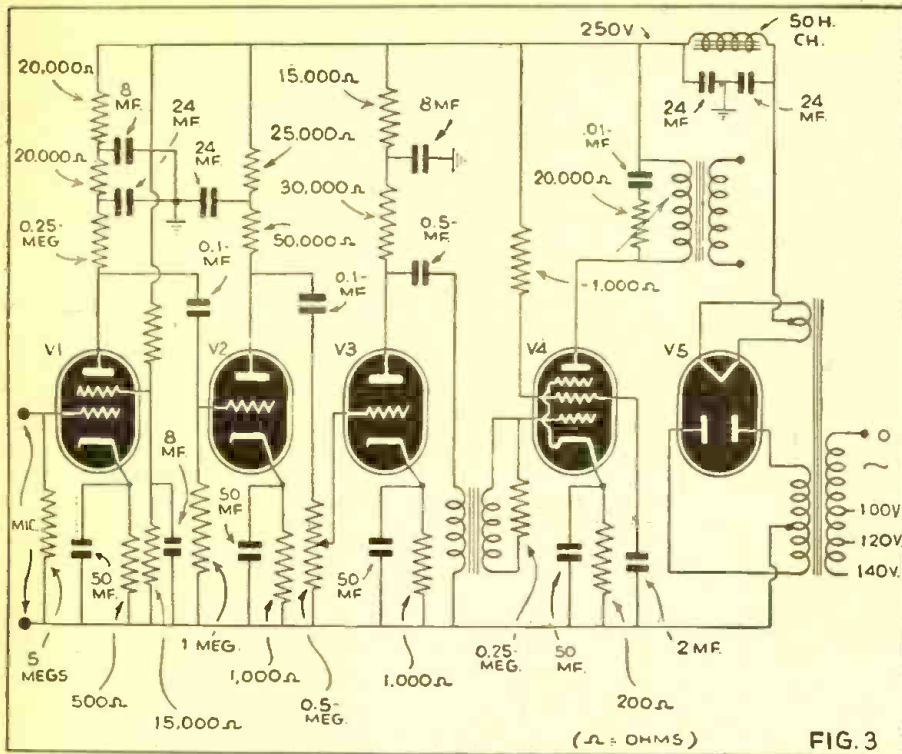 250V
50 H.
CH.
20,000Ω
8
MF.
24
MF.
20,000Ω
0.25-
MEG.
24
MF.
0.1-
MF.
25,000Ω
50,000Ω
0.1-
MF.
15,000Ω
8 MF.
30,000Ω
0.5-
MF.
.01-
MF.
20,000Ω
1,000Ω
24
MF.
24
MF.
V1
V2
V3
V4
V5
MIC.
5
MEGS
50
MF.
500Ω
15,000Ω
8
MF.
1 MEG.
50
MF.
1,000Ω
0.5-
MEG.
50
MF.
1,000Ω
0.25-
MEG.
50
MF.
200Ω
2 MF.
O
~
100V.
120V.
140V.
(Ω = OHMS)
FIG. 3